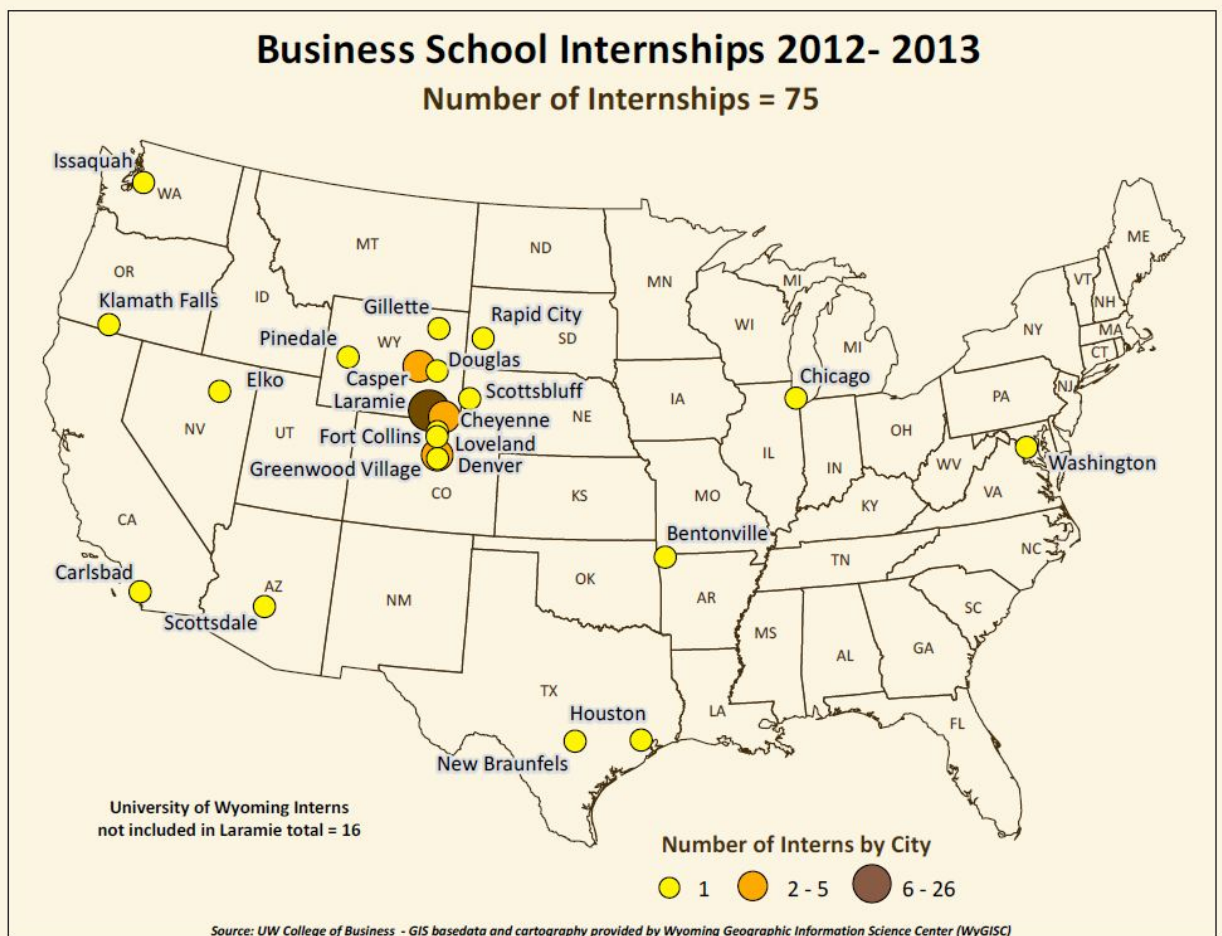 Business School Internships 2012- 2013
Number of Internships = 75
Issaquah
WA
MT
ND
MN
ME
OR
ID
MI
VT
NH
Klamath Falls
Gillette
Rapid City
WI
NY
MA
Pinedale
WY
SD
MI
CT
Douglas
Elko
Casper
Scottsbluff
Chicago
NJ
Laramie
IA
PA
Cheyenne
NE
NV
UT
Fort Collins
Loveland
OH
Greenwood Village
Denver
IL
IN
WV
Washington
CO
KS
MO
KY
VA
CA
Bentonville
NC
TN
Carlsbad
AZ
NM
OK
AR
SC
Scottsdale
MS
AL
GA
TX
LA
Houston
FL
New Braunfels
University of Wyoming Interns
not included in Laramie total = 16
Number of Interns by City
1
2 - 5
6 - 26
Source: UW College of Business - GIS basedata and cartography provided by Wyoming Geographic Information Science Center (WyGISC)